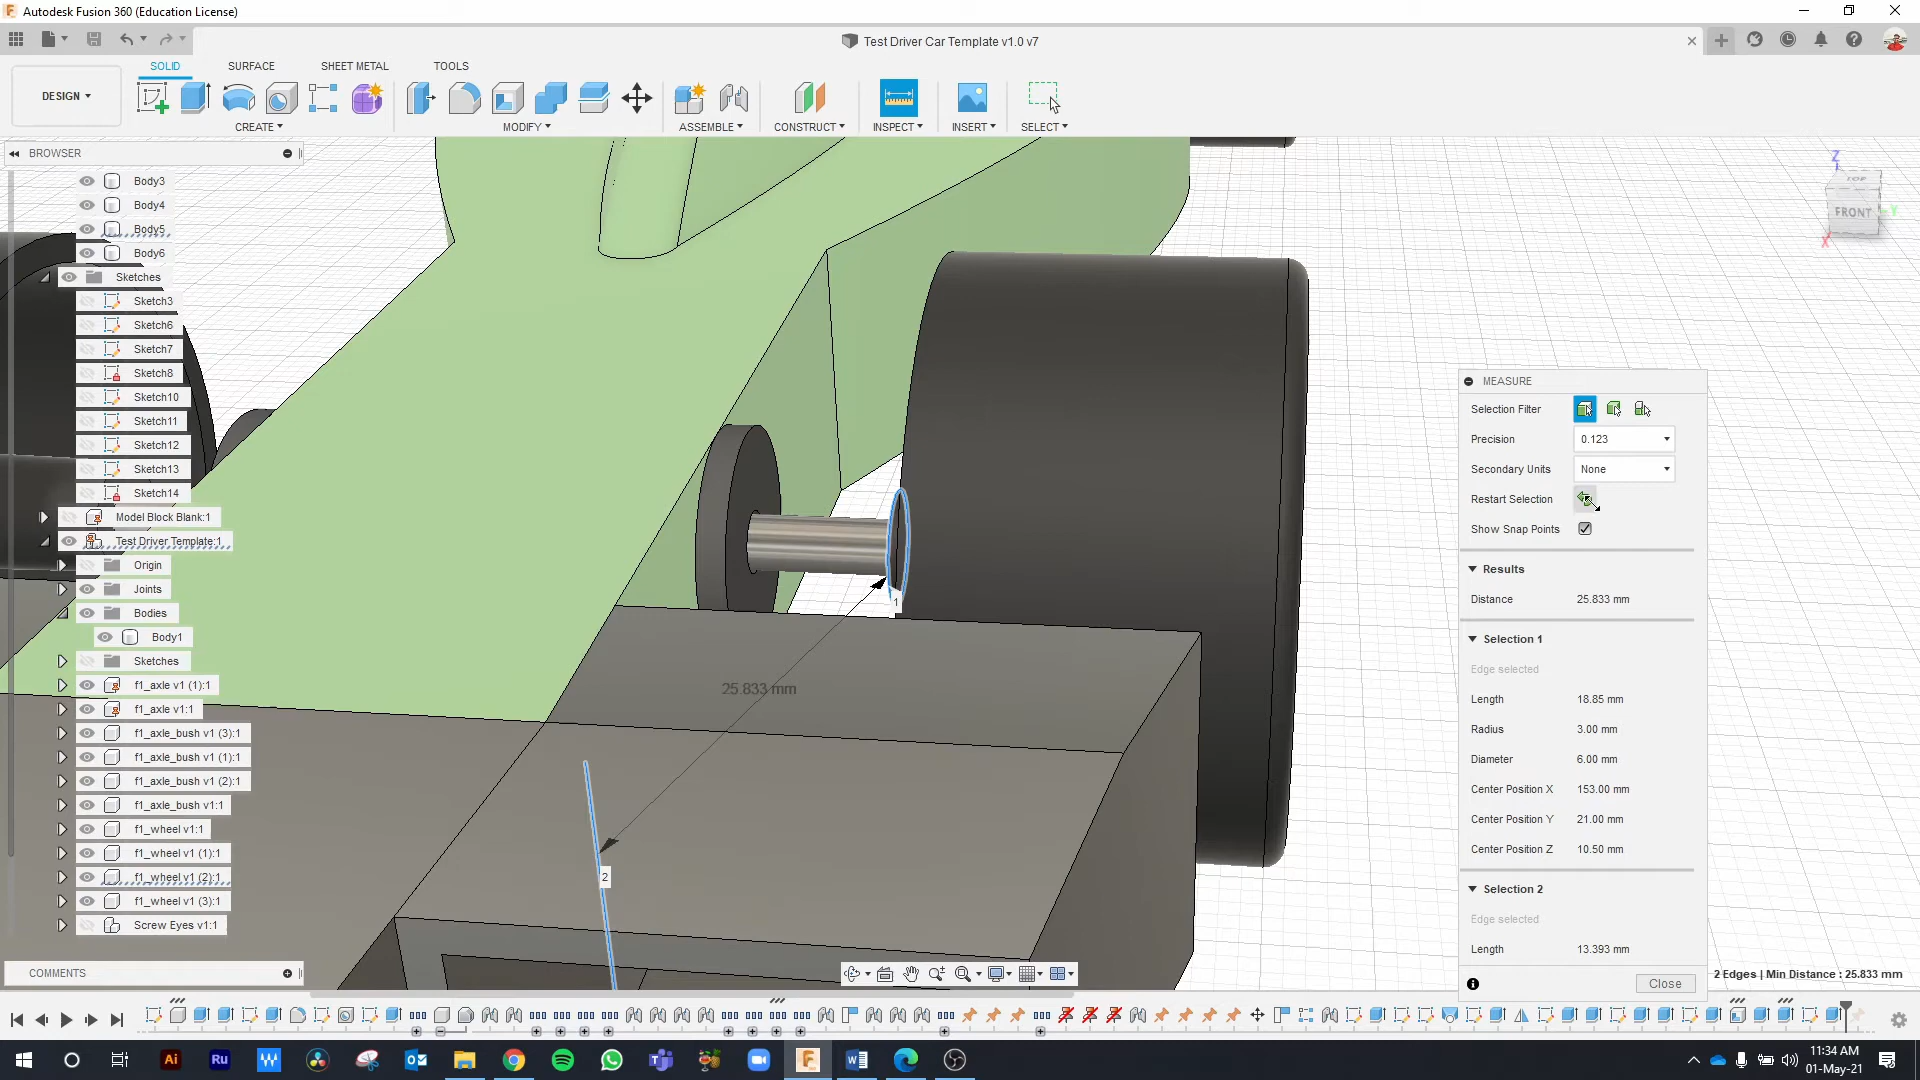 Autodesk Fusion 360 (Education License)
Test Driver Car Template v1.0 v7
SOLID
SURFACE
SHEET METAL
TOOLS
DESIGN
CREATE
MODIFY
ASSEMBLE
CONSTRUCT
INSPECT
INSERT
SELECT
BROWSER
Body3
Body4
Body5
Body6
Sketches
Sketch3
Sketch6
Sketch7
Sketch8
Sketch10
Sketch11
Sketch12
Sketch13
Sketch14
Model Block Blank:1
Test Driver Template:1
Origin
Joints
Bodies
Body1
Sketches
f1_axle v1 (1):1
f1_axle v1:1
f1_axle_bush v1 (3):1
f1_axle_bush v1 (1):1
f1_axle_bush v1 (2):1
f1_axle_bush v1:1
f1_wheel v1:1
f1_wheel v1 (1):1
f1_wheel v1 (2):1
f1_wheel v1 (3):1
Screw Eyes v1:1
COMMENTS
1
25.833 mm
2
Z
TOP
FRONT
Y
X
MEASURE
Selection Filter
Precision 0.123
Secondary Units None
Restart Selection
Show Snap Points
Results
Distance 25.833 mm
Selection 1
Edge selected
Length 18.85 mm
Radius 3.00 mm
Diameter 6.00 mm
Center Position X 153.00 mm
Center Position Y 21.00 mm
Center Position Z 10.50 mm
Selection 2
Edge selected
Length 13.393 mm
Close
2 Edges | Min Distance : 25.833 mm
Ai
Ru
11:34 AM
01-May-21